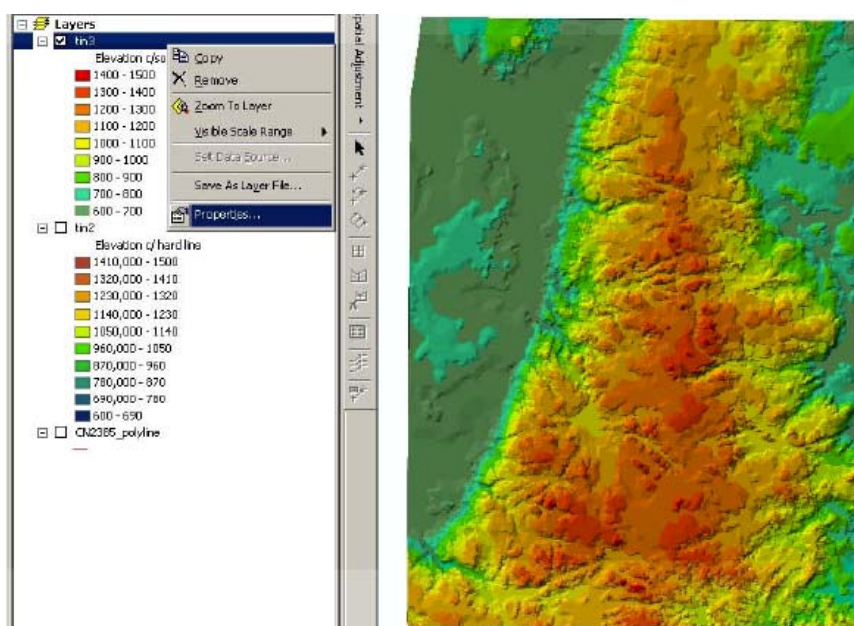 Layers
tin3
Elevation c/so
1400 - 1500
1300 - 1400
1200 - 1300
1100 - 1200
1000 - 1100
900 - 1000
800 - 900
700 - 800
600 - 700
Copy
Remove
Zoom To Layer
Visible Scale Range
Set Data Source...
Save As Layer File...
Properties...
tin2
Elevation c/ hard line
1410,000 - 1500
1320,000 - 1410
1230,000 - 1320
1140,000 - 1230
1050,000 - 1140
960,000 - 1050
870,000 - 960
780,000 - 870
690,000 - 780
600 - 690
CN2385_polyline
Spatial Adjustment